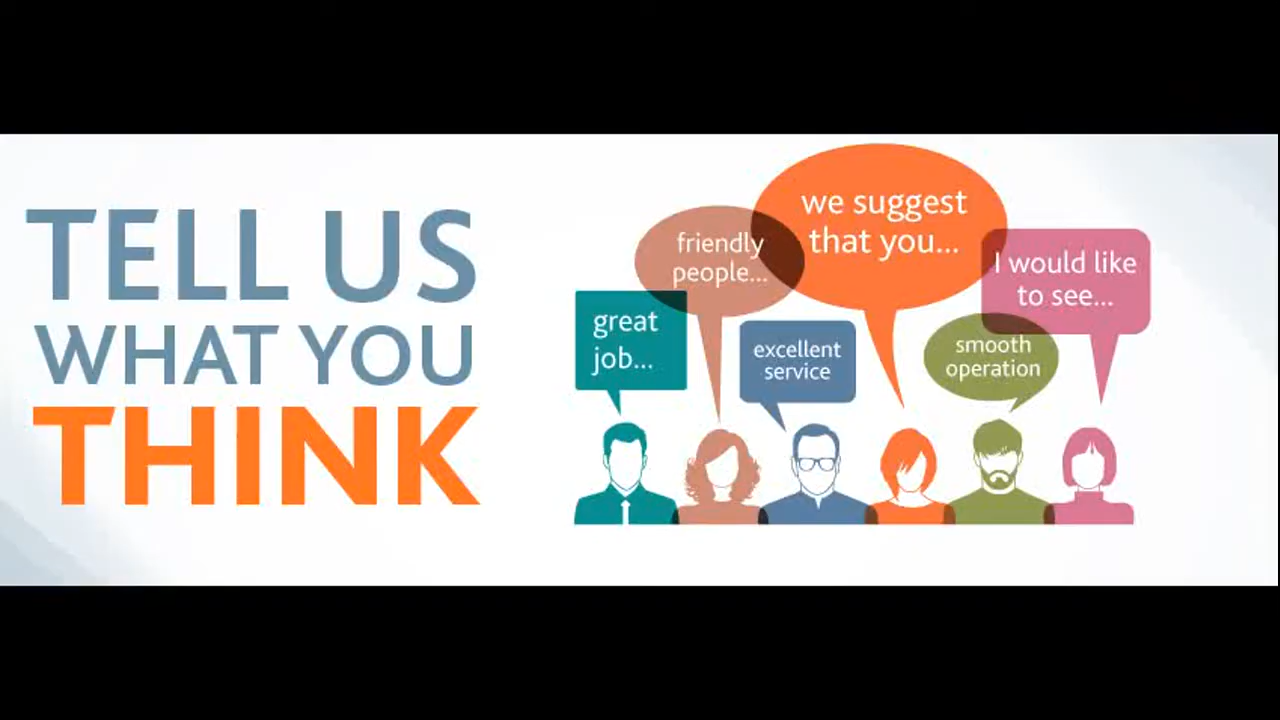 TELL US
WHAT YOU
THINK
great
job...
friendly
people...
excellent
service
we suggest
that you...
smooth
operation
I would like
to see...